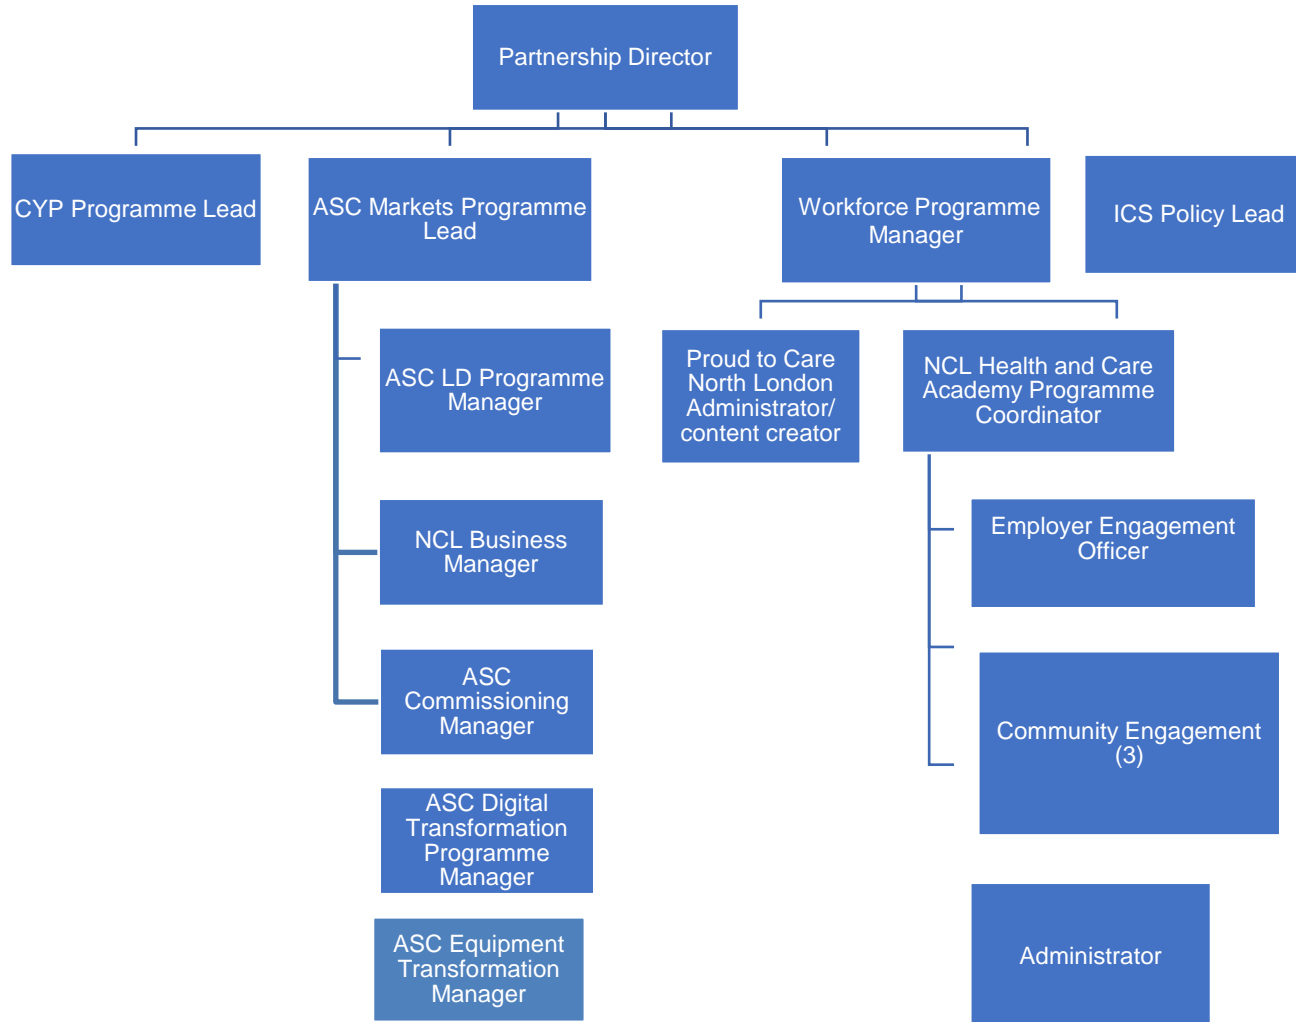 Partnership Director
CYP Programme Lead
ASC Markets Programme
Lead
Workforce Programme
Manager
ICS Policy Lead
ASC LD Programme
Manager
NCL Business
Manager
ASC
Commissioning
Manager
ASC Digital
Transformation
Programme
Manager
ASC Equipment
Transformation
Manager
Proud to Care
North London
Administrator/
content creator
NCL Health and Care
Academy Programme
Coordinator
Employer Engagement
Officer
Community Engagement
(3)
Administrator